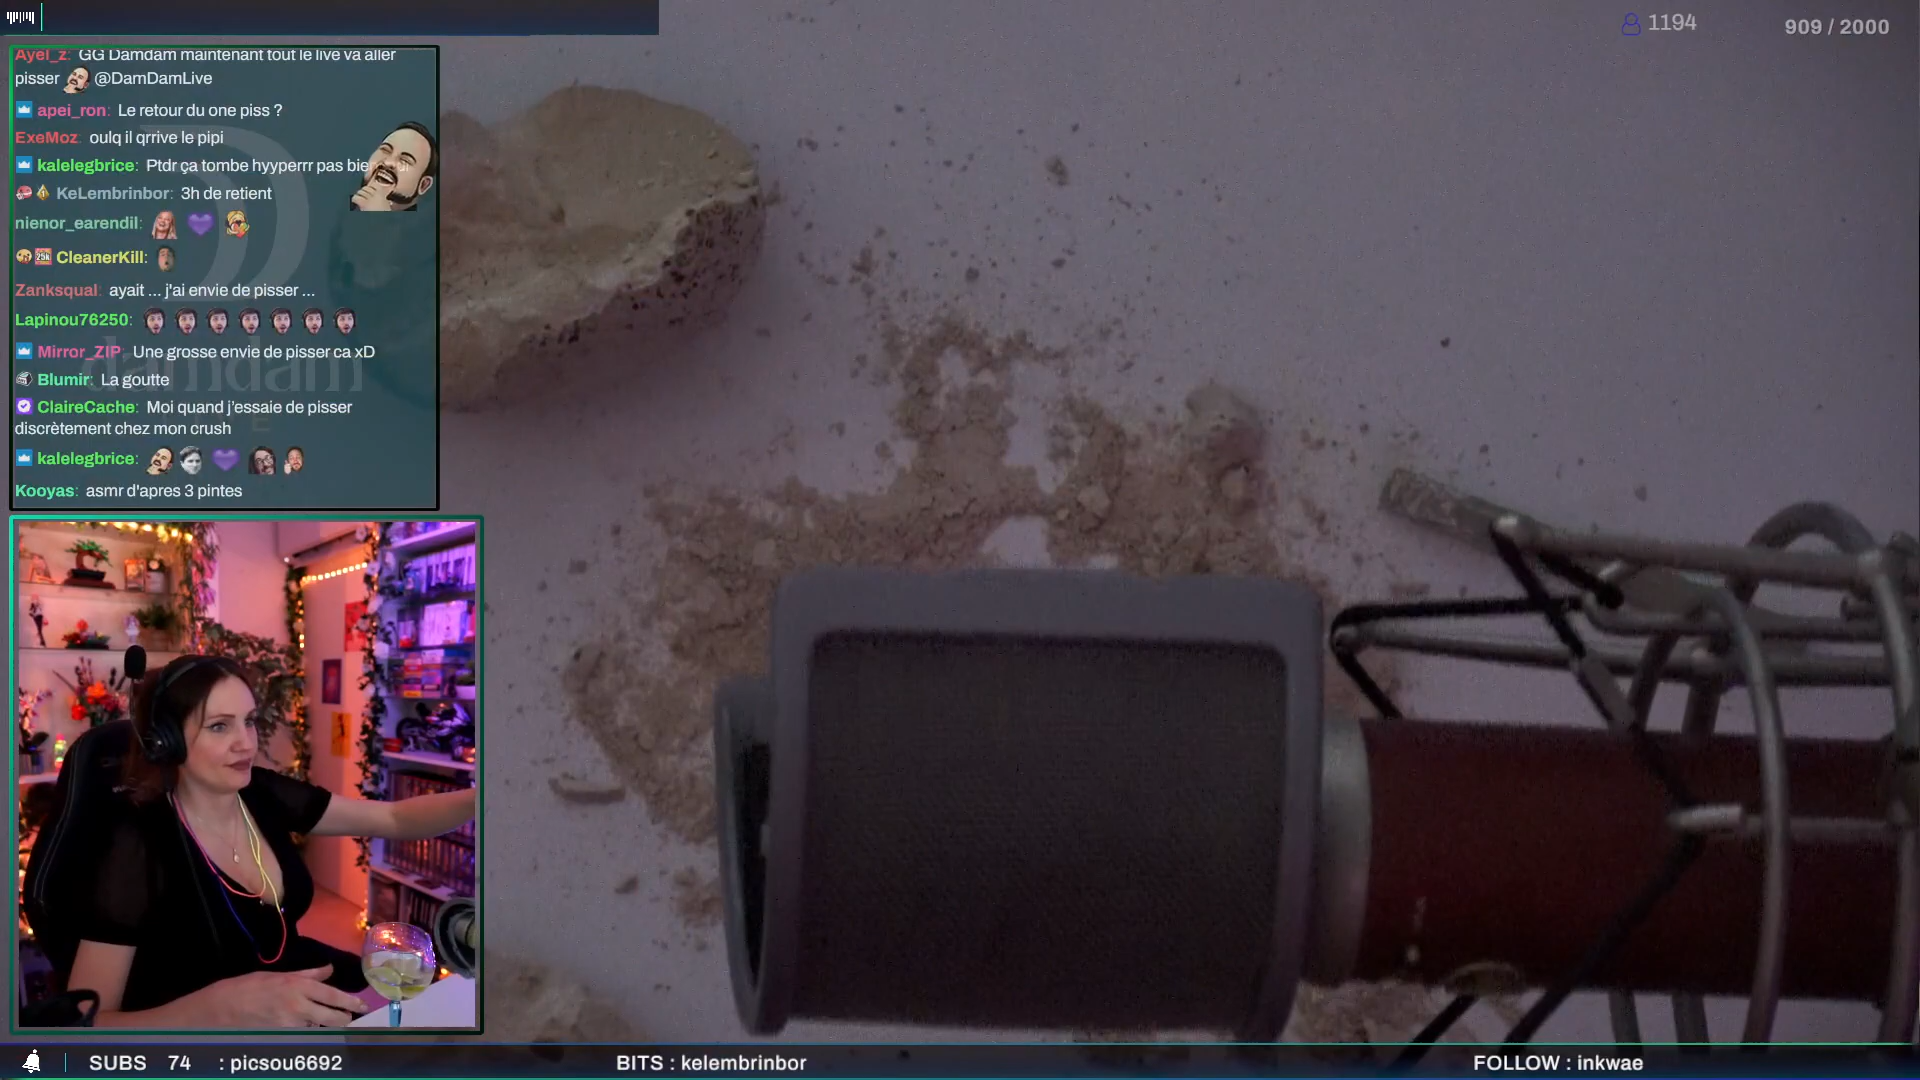 1194
909 / 2000
Ayel_z: GG Damdam maintenant tout le live va aller
pisser @DamDamLive
apei_ron: Le retour du one piss ?
ExeMoz: oulq il qrrive le pipi
kalelegbrice: Ptdr ça tombe hyyperrr pas bien
KeLembrinbor: 3h de retient
nienor_earendil:
25K CleanerKill:
Zanksqual: ayait ... j'ai envie de pisser ...
Lapinou76250:
Mirror_ZIP: Une grosse envie de pisser ca xD
damdam
Blumir: La goutte
ClaireCache: Moi quand j'essaie de pisser
discrètement chez mon crush
kalelegbrice:
Kooyas: asmr d'apres 3 pintes
SUBS 74 : picsou6692
BITS : kelembrinbor
FOLLOW : inkwae